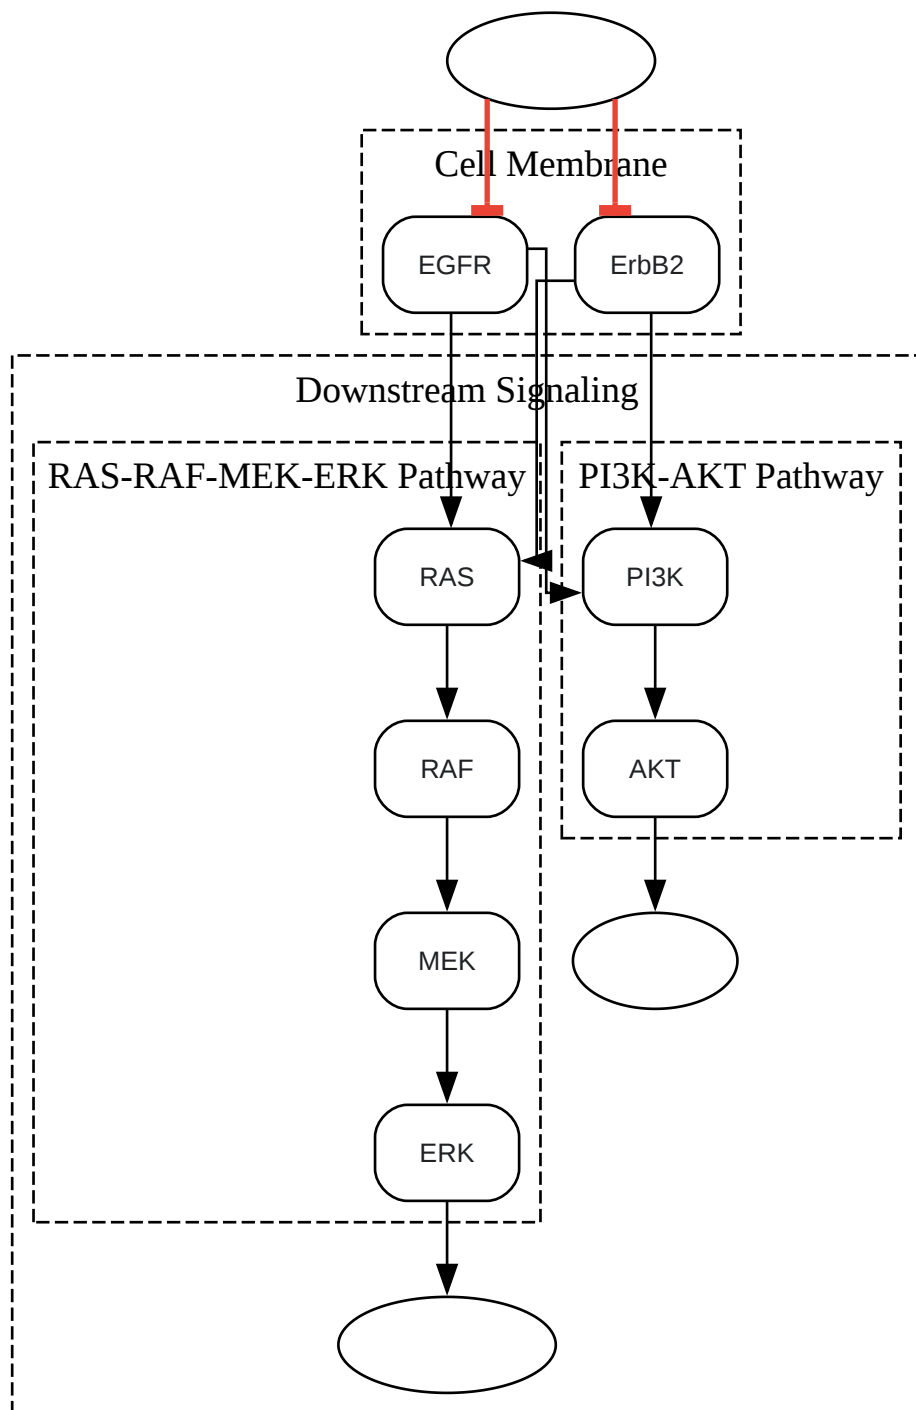 Cell Membrane
EGFR
ErbB2
Downstream Signaling
RAS-RAF-MEK-ERK Pathway
PI3K-AKT Pathway
RAS
PI3K
RAF
AKT
MEK
ERK